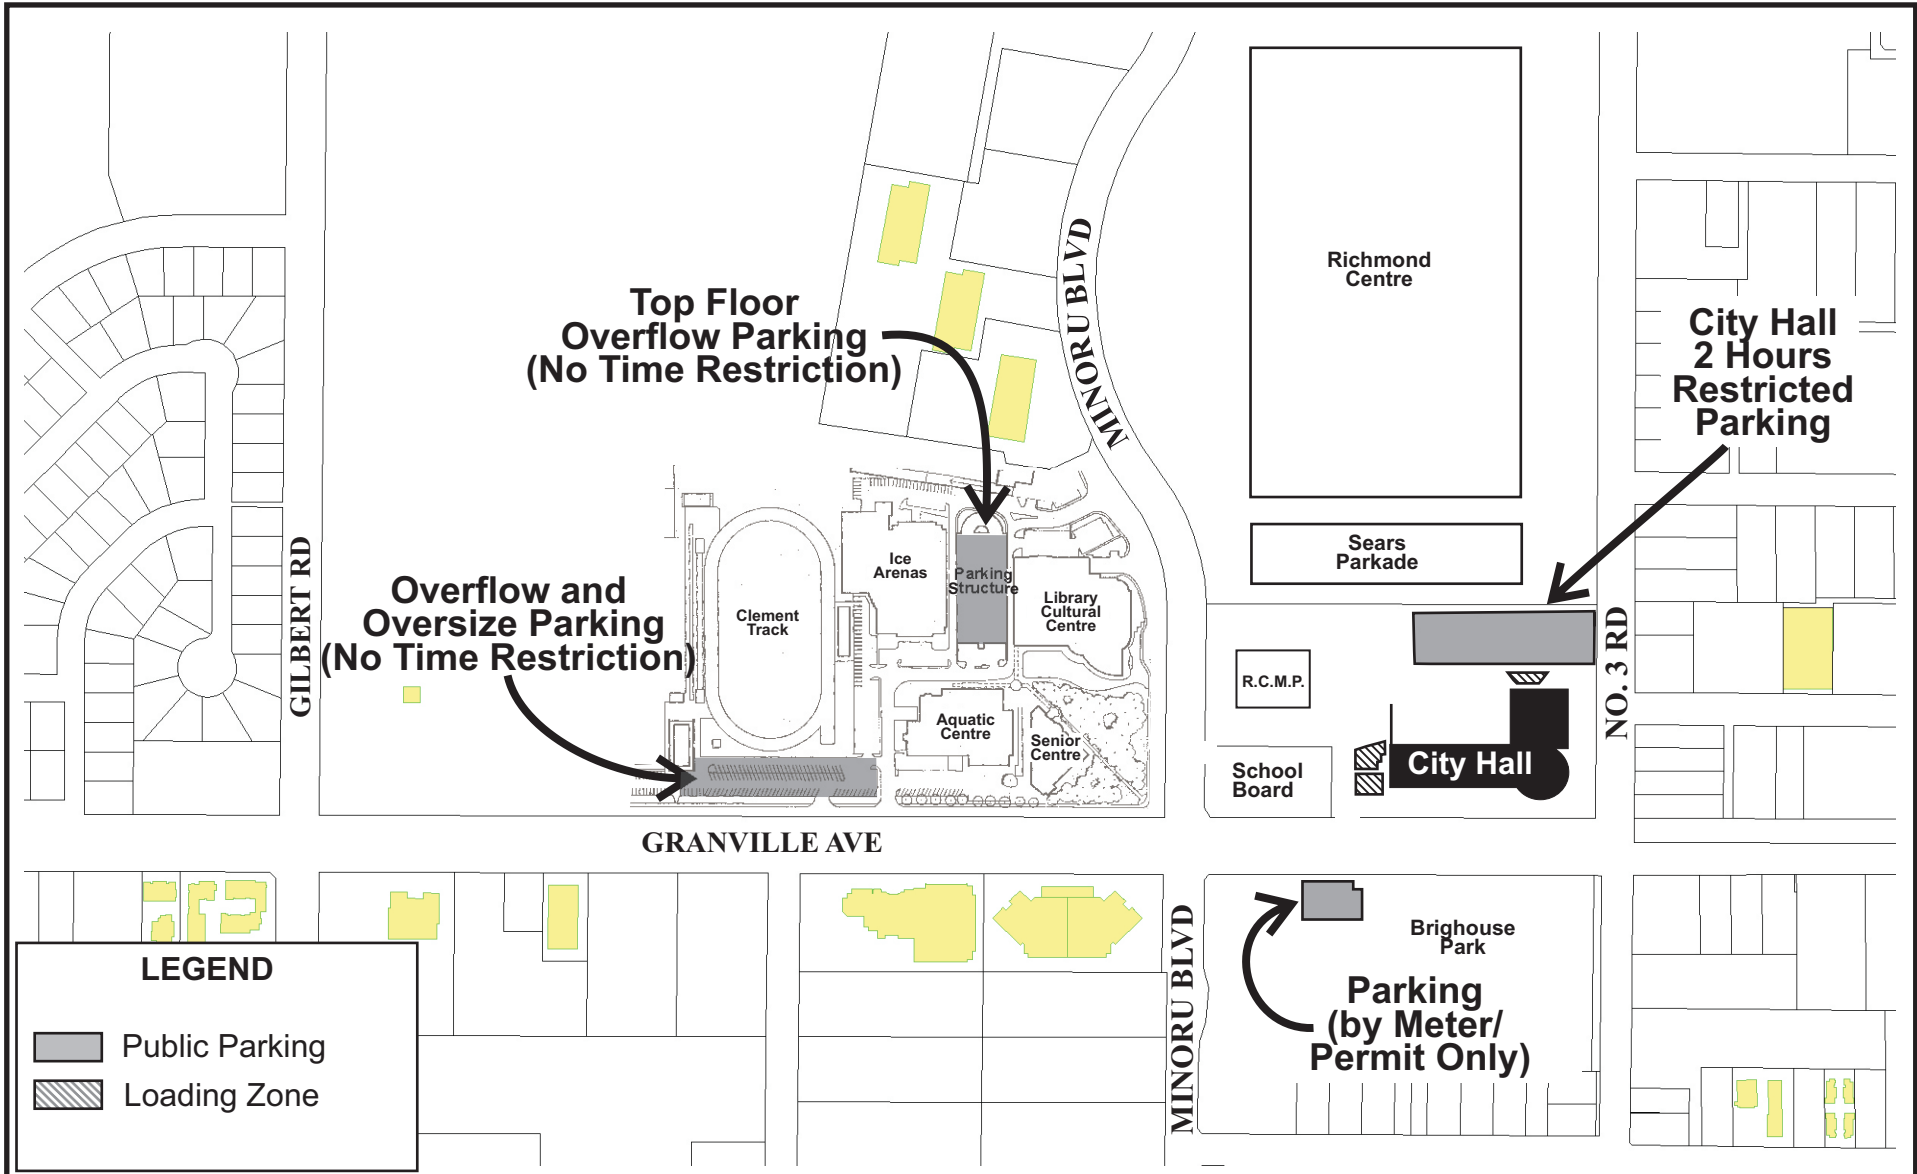 MINORU BLVD
Richmond
Centre
Top Floor
Overflow Parking
(No Time Restriction)
City Hall
2 Hours
Restricted
Parking
Sears
Parkade
Ice
Arenas
Parking
Structure
Library
Cultural
Centre
Clement
Track
Overflow and
Oversize Parking
(No Time Restriction)
GILBERT RD
NO. 3 RD
R.C.M.P.
Aquatic
Centre
Senior
Centre
School
Board
City Hall
GRANVILLE AVE
MINORU BLVD
Brighouse
Park
Parking
(by Meter/
Permit Only)
LEGEND
Public Parking
Loading Zone